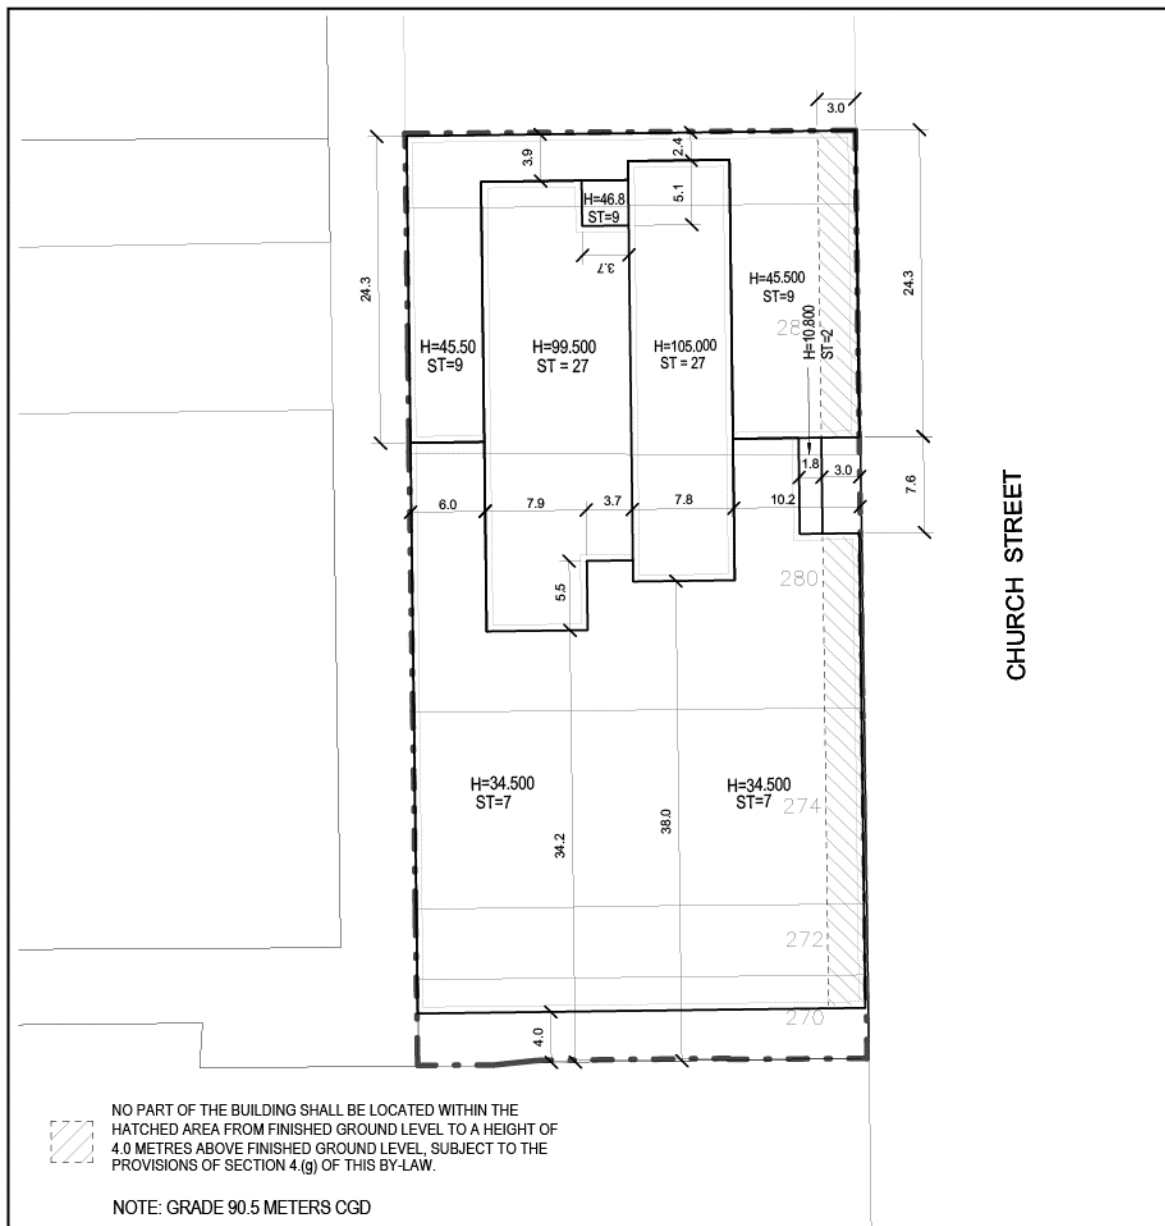 3.0
3.9
2.4
5.1
H=46.8
ST=9
3.7
24.3
24.3
H=45.500
ST=9
28
H=10.800
ST=2
H=45.50
ST=9
H=99.500
ST = 27
H=105.000
ST = 27
1.8
3.0
7.6
6.0
7.9
3.7
7.8
10.2
CHURCH STREET
5.5
280
H=34.500
ST=7
H=34.500
ST=7
274
34.2
38.0
272
270
4.0
NO PART OF THE BUILDING SHALL BE LOCATED WITHIN THE
HATCHED AREA FROM FINISHED GROUND LEVEL TO A HEIGHT OF
4.0 METRES ABOVE FINISHED GROUND LEVEL, SUBJECT TO THE
PROVISIONS OF SECTION 4.(g) OF THIS BY-LAW.
NOTE: GRADE 90.5 METERS CGD